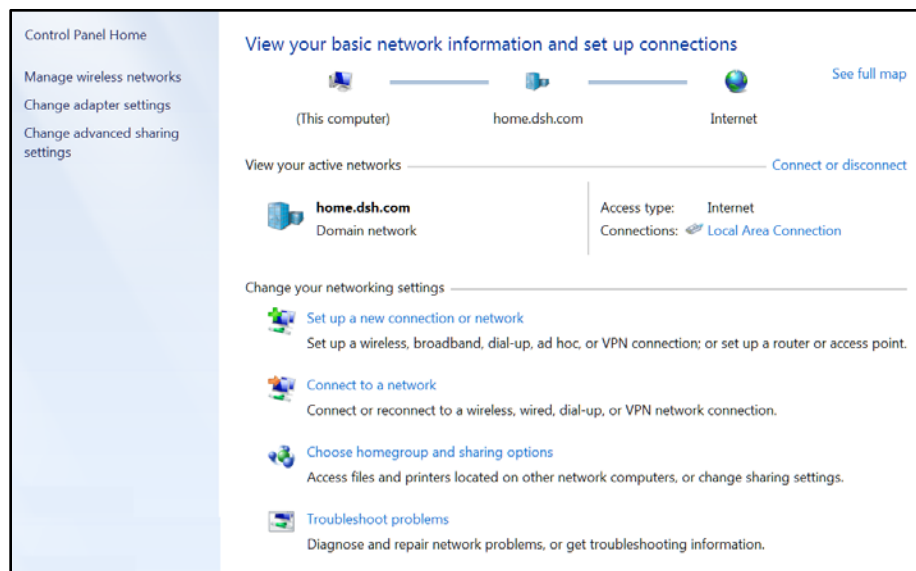 Control Panel Home
Manage wireless networks
Change adapter settings
Change advanced sharing
settings
View your basic network information and set up connections
See full map
(This computer)
home.dsh.com
Internet
View your active networks
Connect or disconnect
home.dsh.com
Domain network
Access type: Internet
Connections: Local Area Connection
Change your networking settings
Set up a new connection or network
Set up a wireless, broadband, dial-up, ad hoc, or VPN connection; or set up a router or access point.
Connect to a network
Connect or reconnect to a wireless, wired, dial-up, or VPN network connection.
Choose homegroup and sharing options
Access files and printers located on other network computers, or change sharing settings.
Troubleshoot problems
Diagnose and repair network problems, or get troubleshooting information.